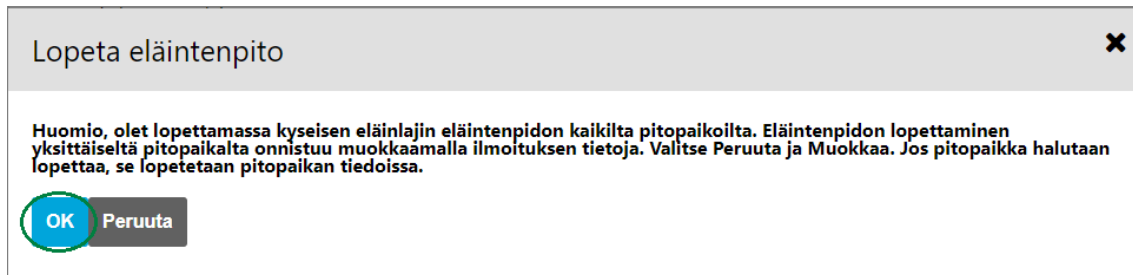 Lopeta eläintenpito
Huomio, olet lopettamassa kyseisen eläinlajin eläintenpidon kaikilta pitopaikoilta. Eläintenpidon lopettaminen
yksittäiseltä pitopaikalta onnistuu muokkaamalla ilmoituksen tietoja. Valitse Peruuta ja Muokkaa. Jos pitopaikka halutaan
lopettaa, se lopetetaan pitopaikan tiedoissa.
OK Peruuta